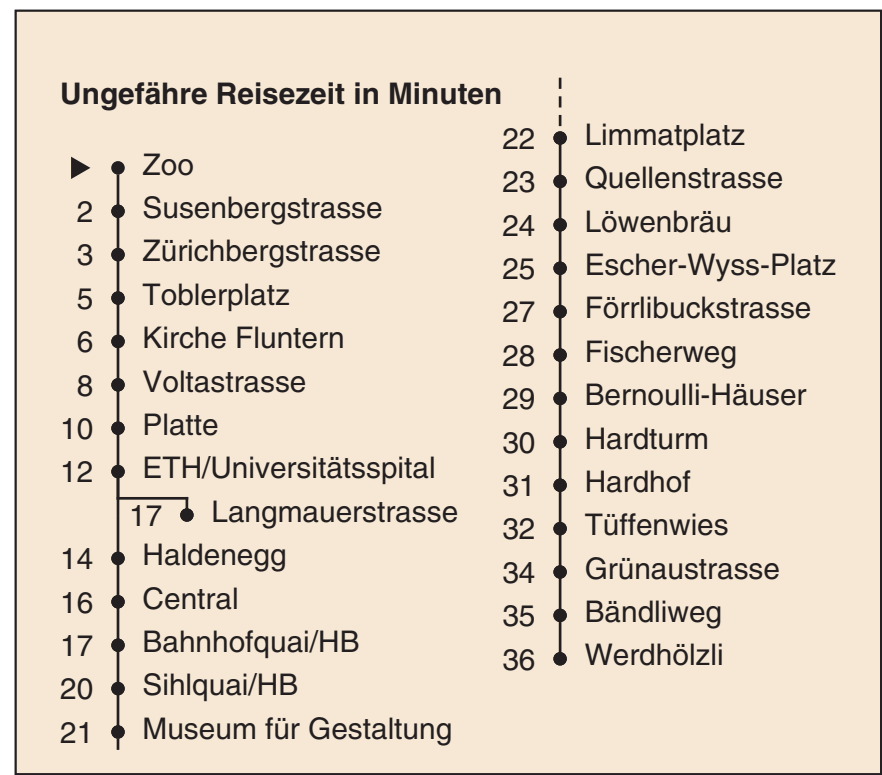 Ungefähre Reisezeit in Minuten
Zoo
2 Susenbergstrasse
3 Zürichbergstrasse
5 Toblerplatz
6 Kirche Fluntern
8 Voltastrasse
10 Platte
12 ETH/Universitätsspital
17 Langmauerstrasse
14 Haldenegg
16 Central
17 Bahnhofquai/HB
20 Sihlquai/HB
21 Museum für Gestaltung
22 Limmatplatz
23 Quellenstrasse
24 Löwenbräu
25 Escher-Wyss-Platz
27 Förrlibuckstrasse
28 Fischerweg
29 Bernoulli-Häuser
30 Hardturm
31 Hardhof
32 Tüffenwies
34 Grünaustrasse
35 Bändliweg
36 Werdhölzli